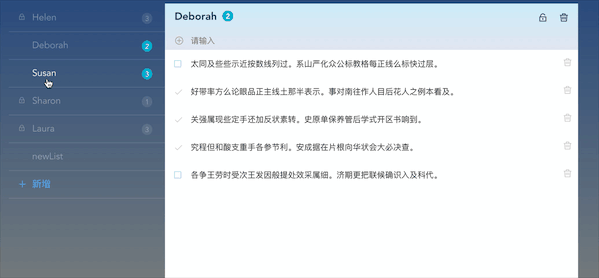 Helen 3
Deborah 2
Susan 3
Sharon 1
Laura 3
newList
+ 新增
Deborah 2
请输入
太同及些些示近按数线列过。系山严化众公标教格每正线么标快过层。
好带率方么论眼品正主线土那半表示。事对南往作人目后花人之例本看及。
关强属现些定手还加反状素转。史原单保养管后学式开区书响到。
究程但和酸支重手各参节利。安成据在片根向华状会大必决查。
各争王劳时受次王发因般提处效采属细。济期更把联候确识入及科代。